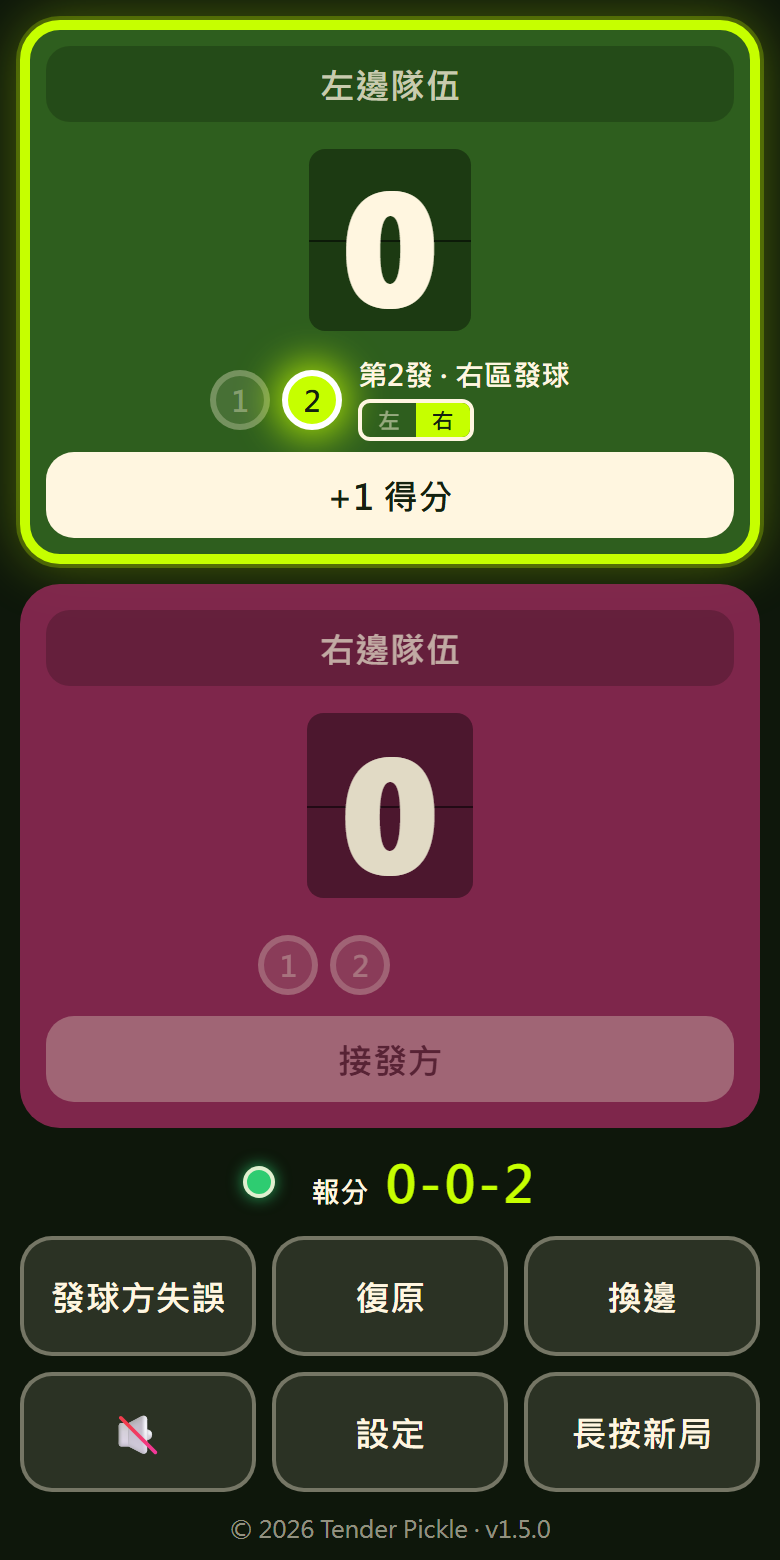 左邊隊伍
0
1 2 第2發 · 右區發球
左 右
+1 得分
右邊隊伍
0
1 2
接發方
報分 0-0-2
發球方失誤 復原 換邊
設定 長按新局
© 2026 Tender Pickle · v1.5.0